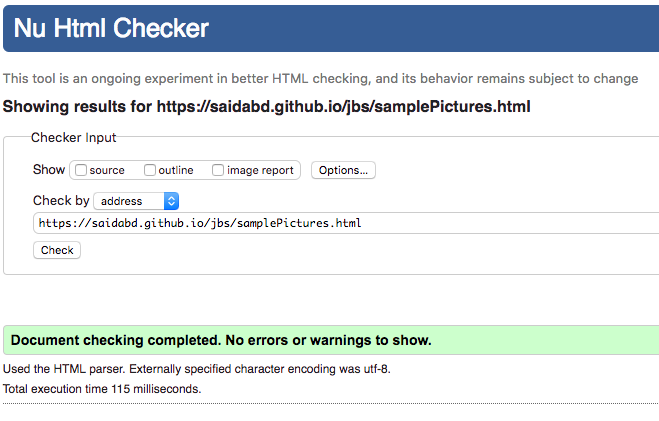 Nu Html Checker
This tool is an ongoing experiment in better HTML checking, and its behavior remains subject to change
Showing results for https://saidabd.github.io/jbs/samplePictures.html
Checker Input
Show source outline image report Options...
Check by address
https://saidabd.github.io/jbs/samplePictures.html
Check
Document checking completed. No errors or warnings to show.
Used the HTML parser. Externally specified character encoding was utf-8.
Total execution time 115 milliseconds.